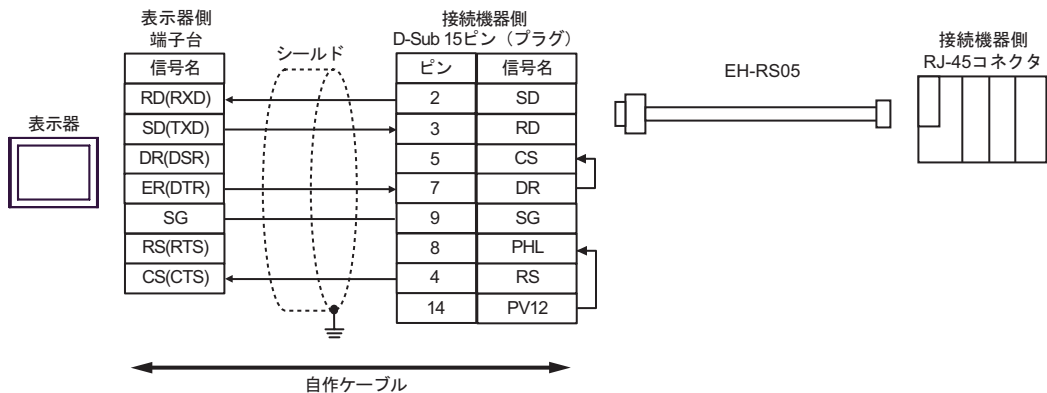 表示器側
端子台
接続機器側
D-Sub 15ピン（プラグ）
接続機器側
RJ-45コネクタ
シールド
EH-RS05
表示器
信号名 ピン 信号名
RD(RXD) 2 SD
SD(TXD) 3 RD
DR(DSR) 5 CS
ER(DTR) 7 DR
SG 9 SG
RS(RTS) 8 PHL
CS(CTS) 4 RS
14 PV12
自作ケーブル